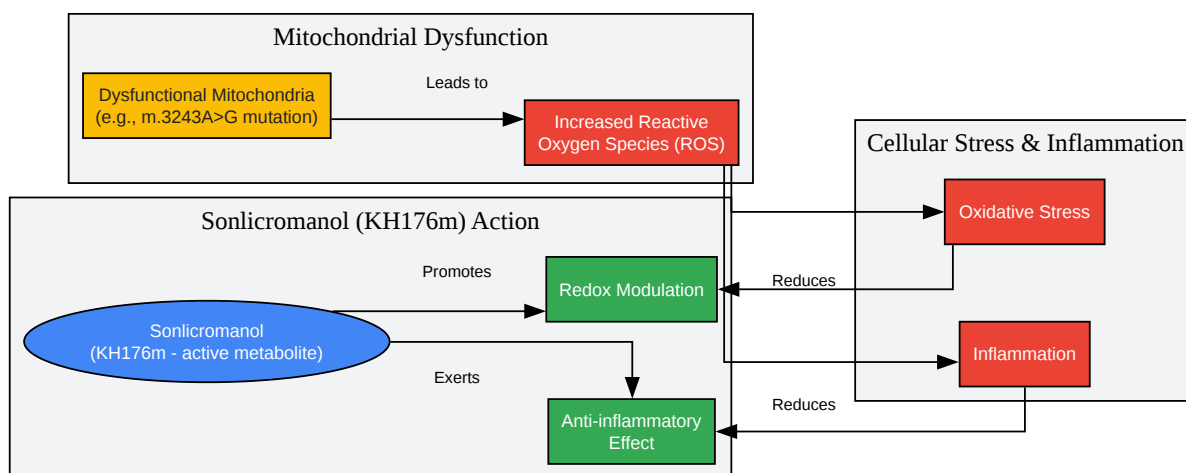 Mitochondrial Dysfunction
Dysfunctional Mitochondria
(e.g., m.3243A>G mutation)
Leads to
Increased Reactive
Oxygen Species (ROS)
Cellular Stress & Inflammation
Oxidative Stress
Inflammation
Sonlicromanol (KH176m) Action
Promotes
Redox Modulation
Reduces
Sonlicromanol
(KH176m - active metabolite)
Exerts
Anti-inflammatory
Effect
Reduces